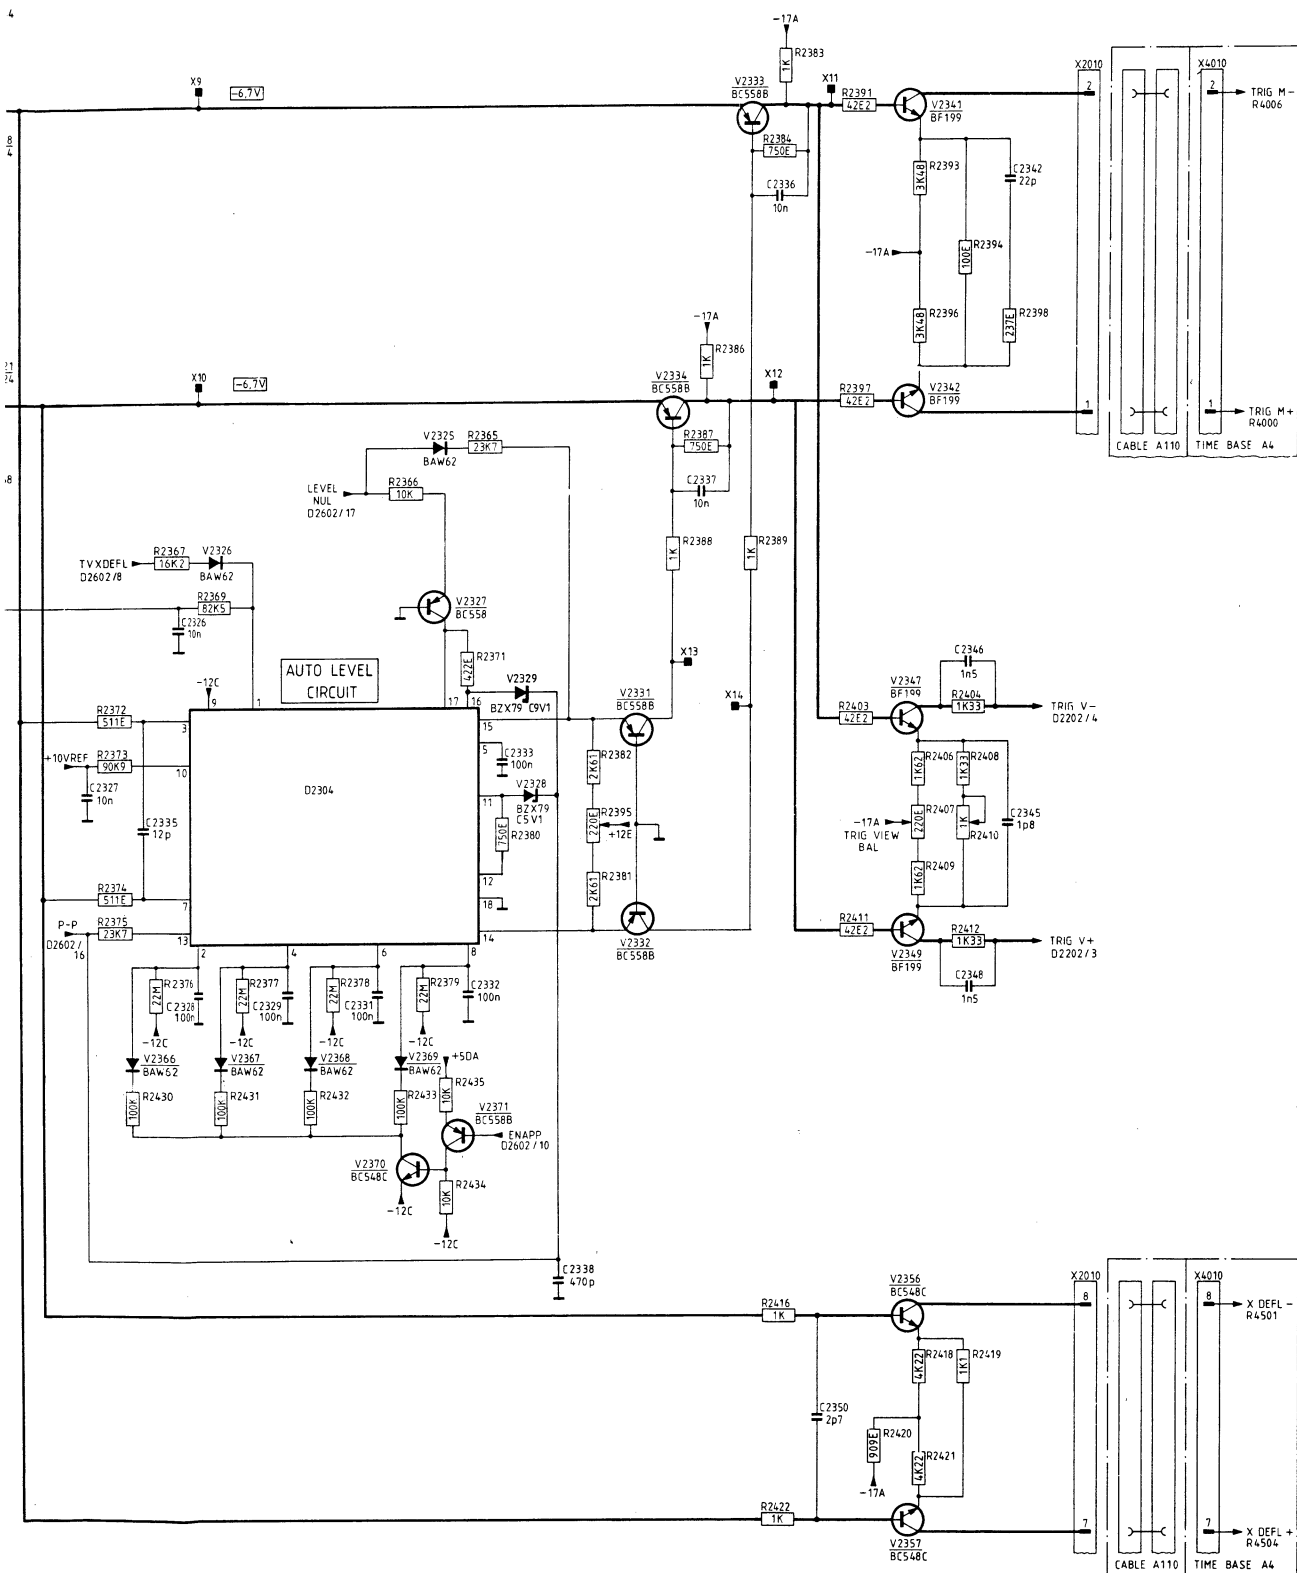 4
-17A
R2383
1K
X9
-6,7V
V2333
BC558B
X11
R2391
42E2
V2341
BF199
X2010
2
X4010
2
TRIG M-
R4006
8
4
R2384
750E
C2336
10n
R2393
3K48
C2342
22p
-17A
R2394
100E
R2396
3K48
R2398
237E
-17A
R2386
1K
21
24
X10
-6,7V
V2334
BC558B
X12
R2397
42E2
V2342
BF199
1
1
TRIG M+
R4000
CABLE A110
TIME BASE A4
V2325
BAW62
R2365
23K7
R2387
750E
C2337
10n
LEVEL
NUL
D2602/17
R2366
10K
R2388
1K
R2389
1K
TVXDEFL
D2602/8
R2367
16K2
V2326
BAW62
R2369
82K5
C2326
10n
V2327
BC558
R2371
422E
AUTO LEVEL
CIRCUIT
-12C
9
1
17
16
V2329
BZX79 C9V1
X13
X14
V2331
BC558B
C2346
1n5
V2347
BF199
R2404
1K33
R2403
42E2
TRIG V-
D2202/4
R2372
511E
3
15
+10VREF
R2373
90K9
10
5
C2333
100n
C2327
10n
D2304
R2382
2K61
R2406
1K62
R2408
1K33
11
V2328
BZX79
C5V1
R2380
750E
R2395
220E
+12E
C2335
12p
-17A
TRIG VIEW
BAL
R2407
220E
R2410
1K
C2345
1p8
R2409
1K62
12
R2381
2K61
R2374
511E
7
18
P-P
D2602/
16
R2375
23K7
13
14
V2332
BC558B
R2411
42E2
V2349
BF199
R2412
1K33
C2348
1n5
TRIG V+
D2202/3
2
4
6
8
R2376
22M
C2328
100n
R2377
22M
C2329
100n
R2378
22M
C2331
100n
R2379
22M
C2332
100n
-12C
-12C
-12C
-12C
V2366
BAW62
V2367
BAW62
V2368
BAW62
V2369
BAW62
+5DA
R2430
100K
R2431
100K
R2432
100K
R2433
100K
R2435
10K
V2371
BC558B
ENAPP
D2602/10
V2370
BC548C
R2434
10K
-12C
-12C
C2338
470p
V2356
BC548C
X2010
8
X4010
8
X DEFL -
R4501
R2416
1K
R2418
4K22
R2419
1K1
C2350
2p7
R2420
909E
R2421
4K22
-17A
R2422
1K
V2357
BC548C
7
7
X DEFL +
R4504
CABLE A110
TIME BASE A4